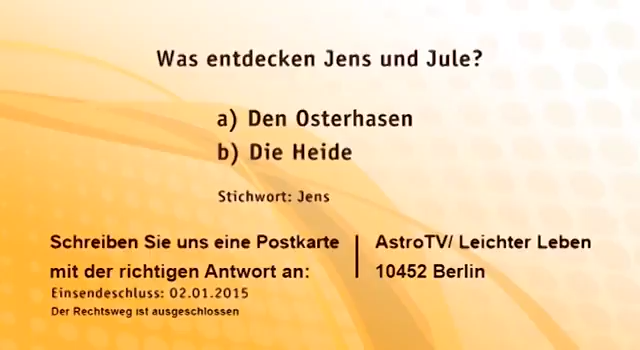 Was entdecken Jens und Jule?
a) Den Osterhasen
b) Die Heide
Stichwort: Jens
Schreiben Sie uns eine Postkarte
mit der richtigen Antwort an:
AstroTV/ Leichter Leben
10452 Berlin
Einsendeschluss: 02.01.2015
Der Rechtsweg ist ausgeschlossen